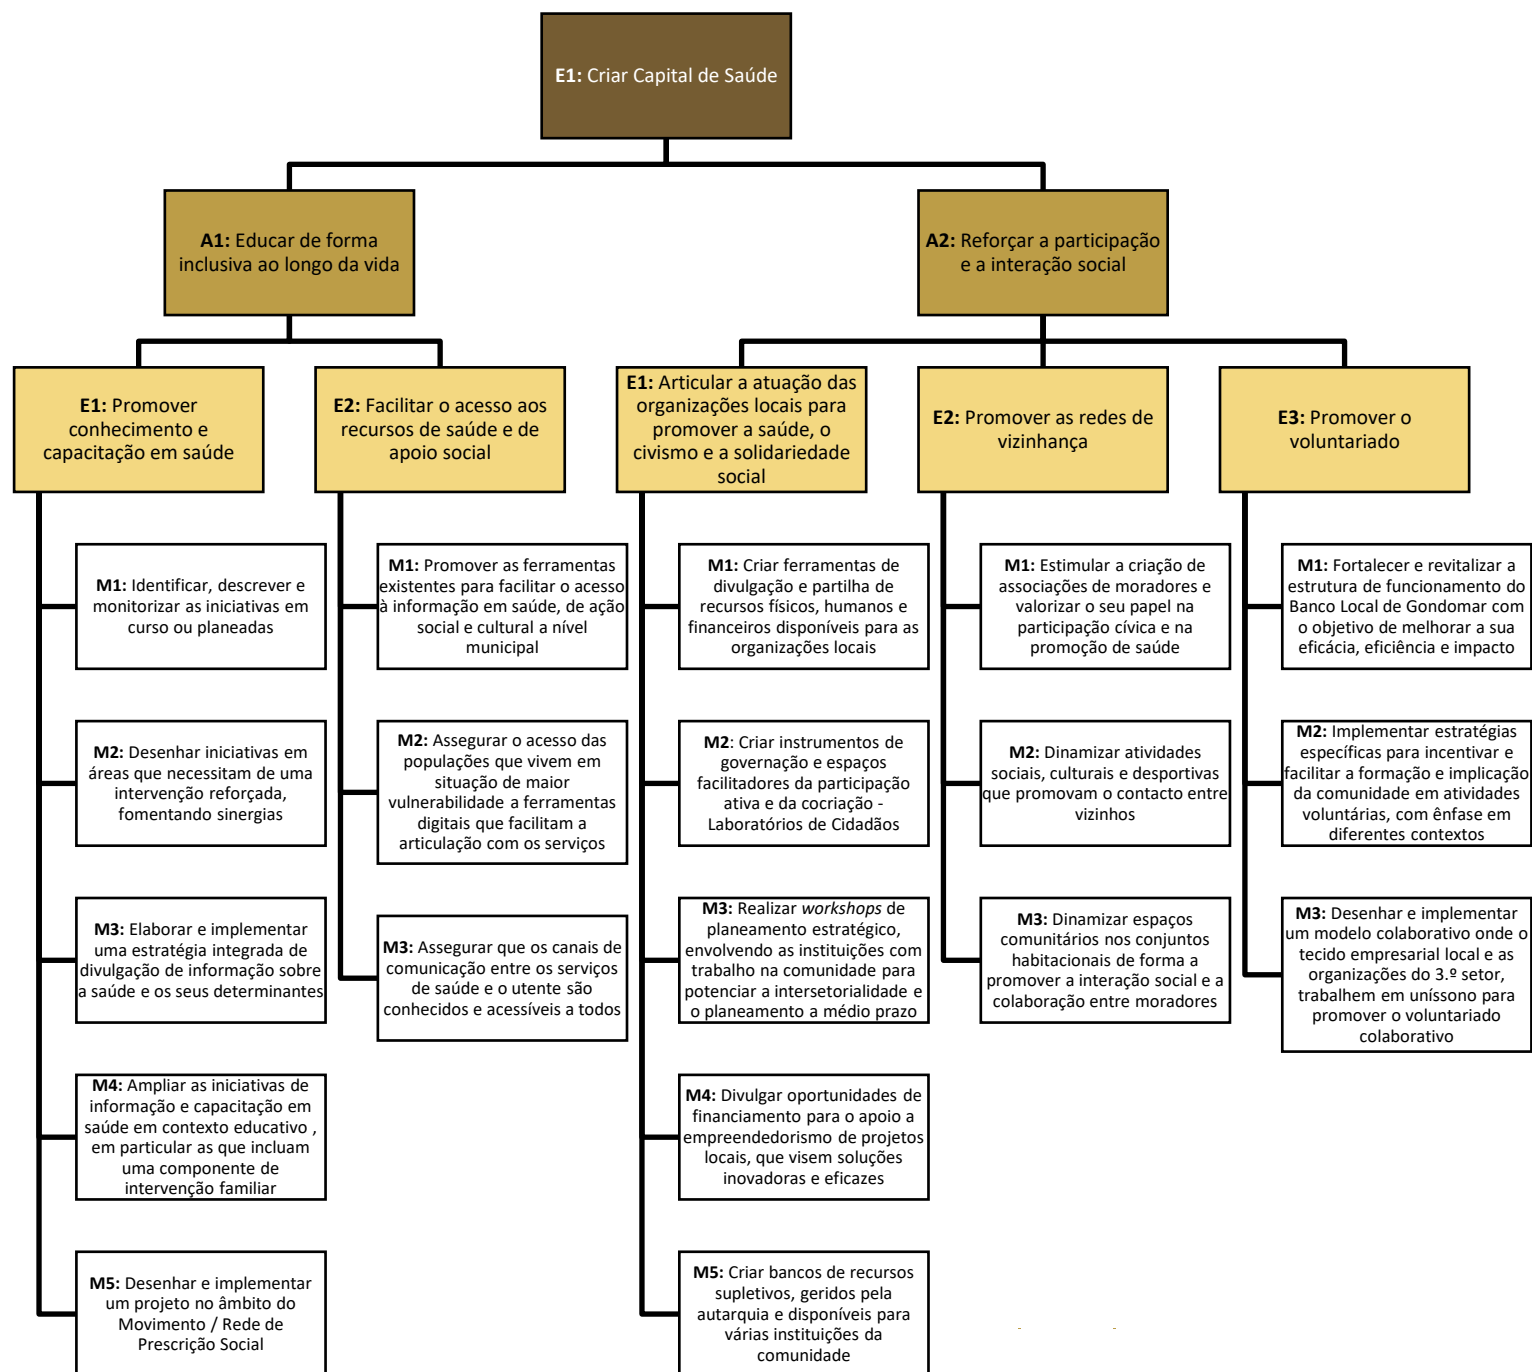 E1: Criar Capital de Saúde
A1: Educar de forma
inclusiva ao longo da vida
A2: Reforçar a participação
e a interação social
E1: Promover
conhecimento e
capacitação em saúde
E2: Facilitar o acesso aos
recursos de saúde e de
apoio social
E1: Articular a atuação das
organizações locais para
promover a saúde, o
civismo e a solidariedade
social
E2: Promover as redes de
vizinhança
E3: Promover o
voluntariado
M1: Identificar, descrever e
monitorizar as iniciativas em
curso ou planeadas
M2: Desenhar iniciativas em
áreas que necessitam de uma
intervenção reforçada,
fomentando sinergias
M3: Elaborar e implementar
uma estratégia integrada de
divulgação de informação sobre
a saúde e os seus determinantes
M4: Ampliar as iniciativas de
informação e capacitação em
saúde em contexto educativo ,
em particular as que incluam
uma componente de
intervenção familiar
M5: Desenhar e implementar
um projeto no âmbito do
Movimento / Rede de
Prescrição Social
M1: Promover as ferramentas
existentes para facilitar o acesso
à informação em saúde, de ação
social e cultural a nível
municipal
M2: Assegurar o acesso das
populações que vivem em
situação de maior
vulnerabilidade a ferramentas
digitais que facilitam a
articulação com os serviços
M3: Assegurar que os canais de
comunicação entre os serviços
de saúde e o utente são
conhecidos e acessíveis a todos
M1: Criar ferramentas de
divulgação e partilha de
recursos físicos, humanos e
financeiros disponíveis para as
organizações locais
M2: Criar instrumentos de
governação e espaços
facilitadores da participação
ativa e da cocriação -
Laboratórios de Cidadãos
M3: Realizar workshops de
planeamento estratégico,
envolvendo as instituições com
trabalho na comunidade para
potenciar a intersetorialidade e
o planeamento a médio prazo
M4: Divulgar oportunidades de
financiamento para o apoio a
empreendedorismo de projetos
locais, que visem soluções
inovadoras e eficazes
M5: Criar bancos de recursos
supletivos, geridos pela
autarquia e disponíveis para
várias instituições da
comunidade
M1: Estimular a criação de
associações de moradores e
valorizar o seu papel na
participação cívica e na
promoção de saúde
M2: Dinamizar atividades
sociais, culturais e desportivas
que promovam o contacto entre
vizinhos
M3: Dinamizar espaços
comunitários nos conjuntos
habitacionais de forma a
promover a interação social e a
colaboração entre moradores
M1: Fortalecer e revitalizar a
estrutura de funcionamento do
Banco Local de Gondomar com
o objetivo de melhorar a sua
eficácia, eficiência e impacto
M2: Implementar estratégias
específicas para incentivar e
facilitar a formação e implicação
da comunidade em atividades
voluntárias, com ênfase em
diferentes contextos
M3: Desenhar e implementar
um modelo colaborativo onde o
tecido empresarial local e as
organizações do 3.º setor,
trabalhem em uníssono para
promover o voluntariado
colaborativo